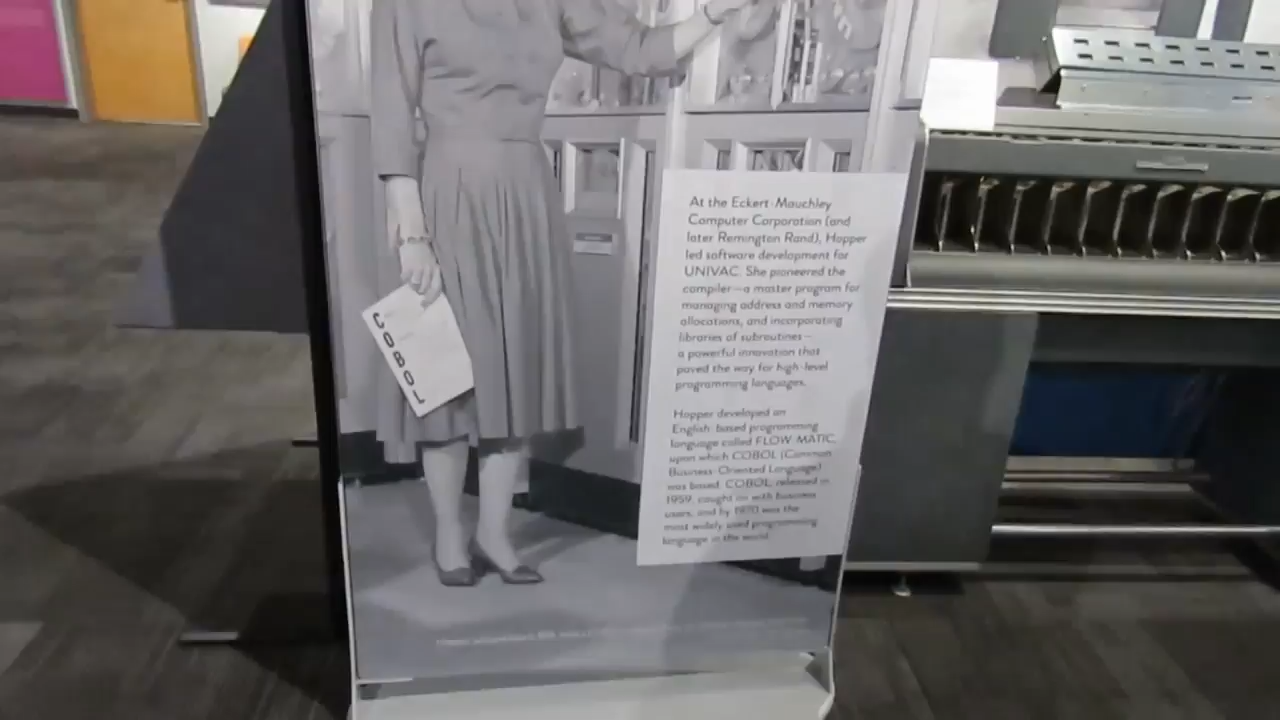 COBOL
At the Eckert-Mauchley
Computer Corporation (and
later Remington Rand), Hopper
led software development for
UNIVAC. She pioneered the
compiler—a master program for
managing address and memory
allocations, and incorporating
libraries of subroutines—
a powerful innovation that
paved the way for high-level
programming languages.
Hopper developed an
English-based programming
language called FLOW-MATIC,
upon which COBOL (Common
Business-Oriented Language)
was based. COBOL, released in
1959, caught on with business
users, and by 1970 was the
most widely used programming
language in the world.